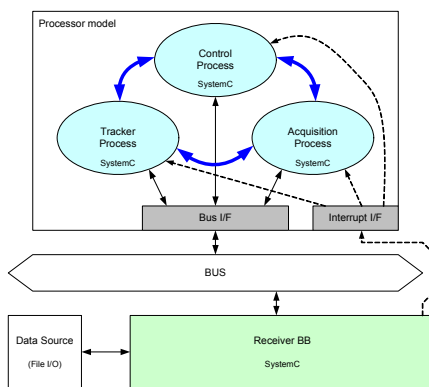 Processor model
Control
Process
SystemC
Tracker
Process
SystemC
Acquisition
Process
SystemC
Bus I/F
Interrupt I/F
BUS
Data Source
(File I/O)
Receiver BB
SystemC